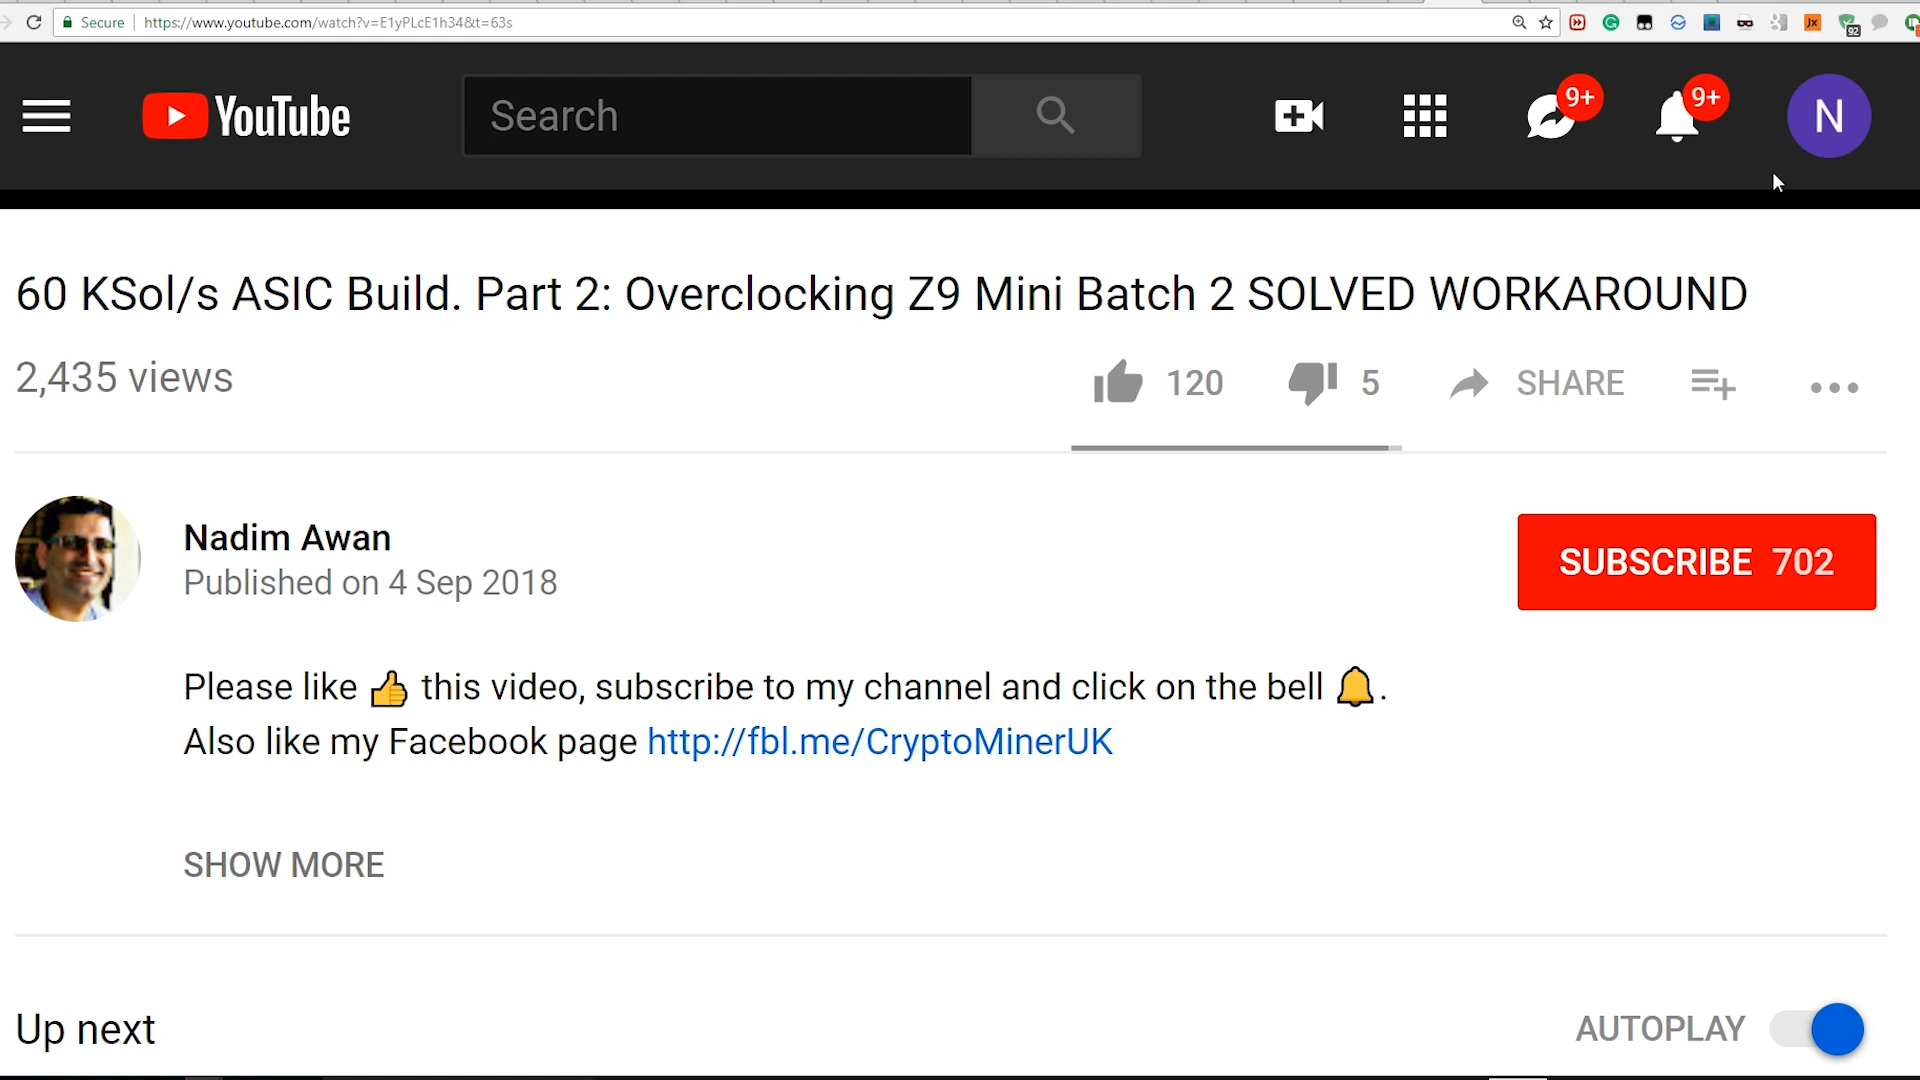 Secure https://www.youtube.com/watch?v=E1yPLcE1h34&t=63s
92
JX
YouTube
Search
9+
9+
N
60 KSol/s ASIC Build. Part 2: Overclocking Z9 Mini Batch 2 SOLVED WORKAROUND
2,435 views
120
5
SHARE
Nadim Awan
Published on 4 Sep 2018
SUBSCRIBE 702
Please like 👍 this video, subscribe to my channel and click on the bell 🔔.
Also like my Facebook page http://fbl.me/CryptoMinerUK
SHOW MORE
Up next
AUTOPLAY